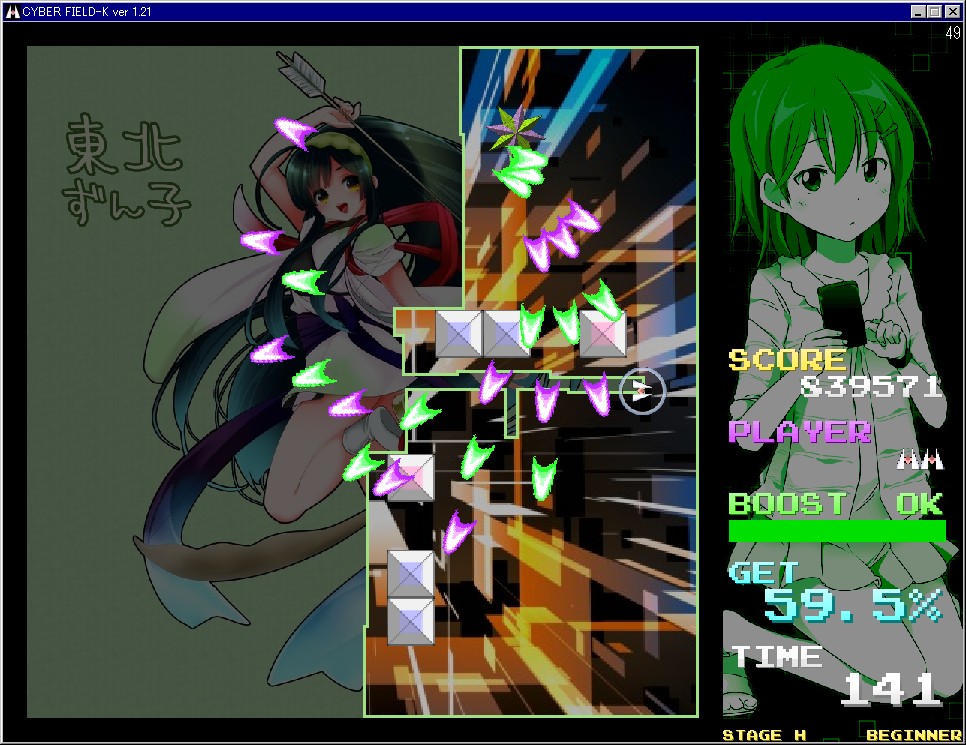 CYBER FIELD-K ver 1.21
49
東北
ずん子
SCORE
839571
PLAYER
BOOST OK
GET
59.5%
TIME
141
STAGE H BEGINNER